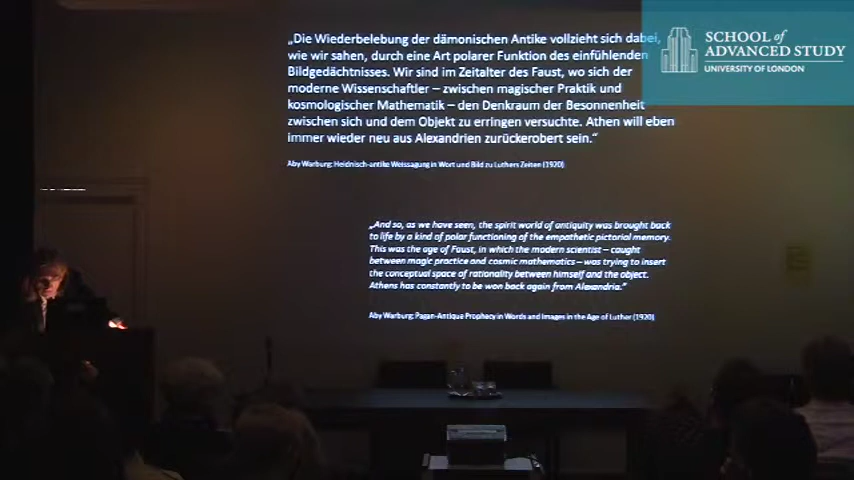 „Die Wiederbelebung der dämonischen Antike vollzieht sich dabei,
wie wir sahen, durch eine Art polarer Funktion des einfühlenden
Bildgedächtnisses. Wir sind im Zeitalter des Faust, wo sich der
moderne Wissenschaftler – zwischen magischer Praktik und
kosmologischer Mathematik – den Denkraum der Besonnenheit
zwischen sich und dem Objekt zu erringen versuchte. Athen will eben
immer wieder neu aus Alexandrien zurückerobert sein.“
Aby Warburg: Heidnisch-antike Weissagung in Wort und Bild zu Luthers Zeiten (1920)
„And so, as we have seen, the spirit world of antiquity was brought back
to life by a kind of polar functioning of the empathetic pictorial memory.
This was the age of Faust, in which the modern scientist – caught
between magic practice and cosmic mathematics – was trying to insert
the conceptual space of rationality between himself and the object.
Athens has constantly to be won back again from Alexandria.“
Aby Warburg: Pagan-Antique Prophecy in Words and Images in the Age of Luther (1920)
SCHOOL of
ADVANCED STUDY
UNIVERSITY OF LONDON